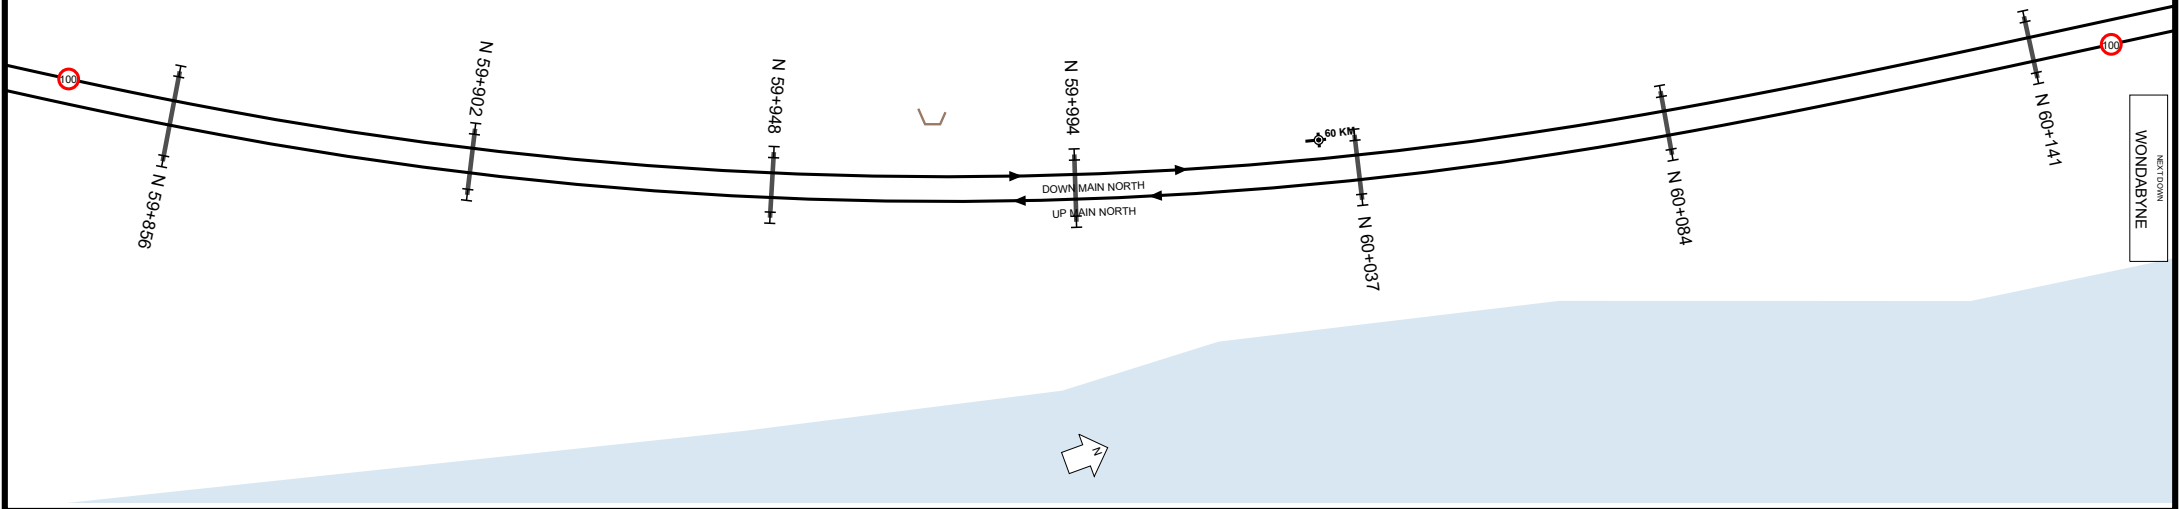 100
N 59+856
N 59+902
N 59+948
N 59+994
DOWN MAIN NORTH
UP MAIN NORTH
60 KM
N 60+037
N 60+084
N 60+141
100
NEXT DOWN
WONDABYNE
N